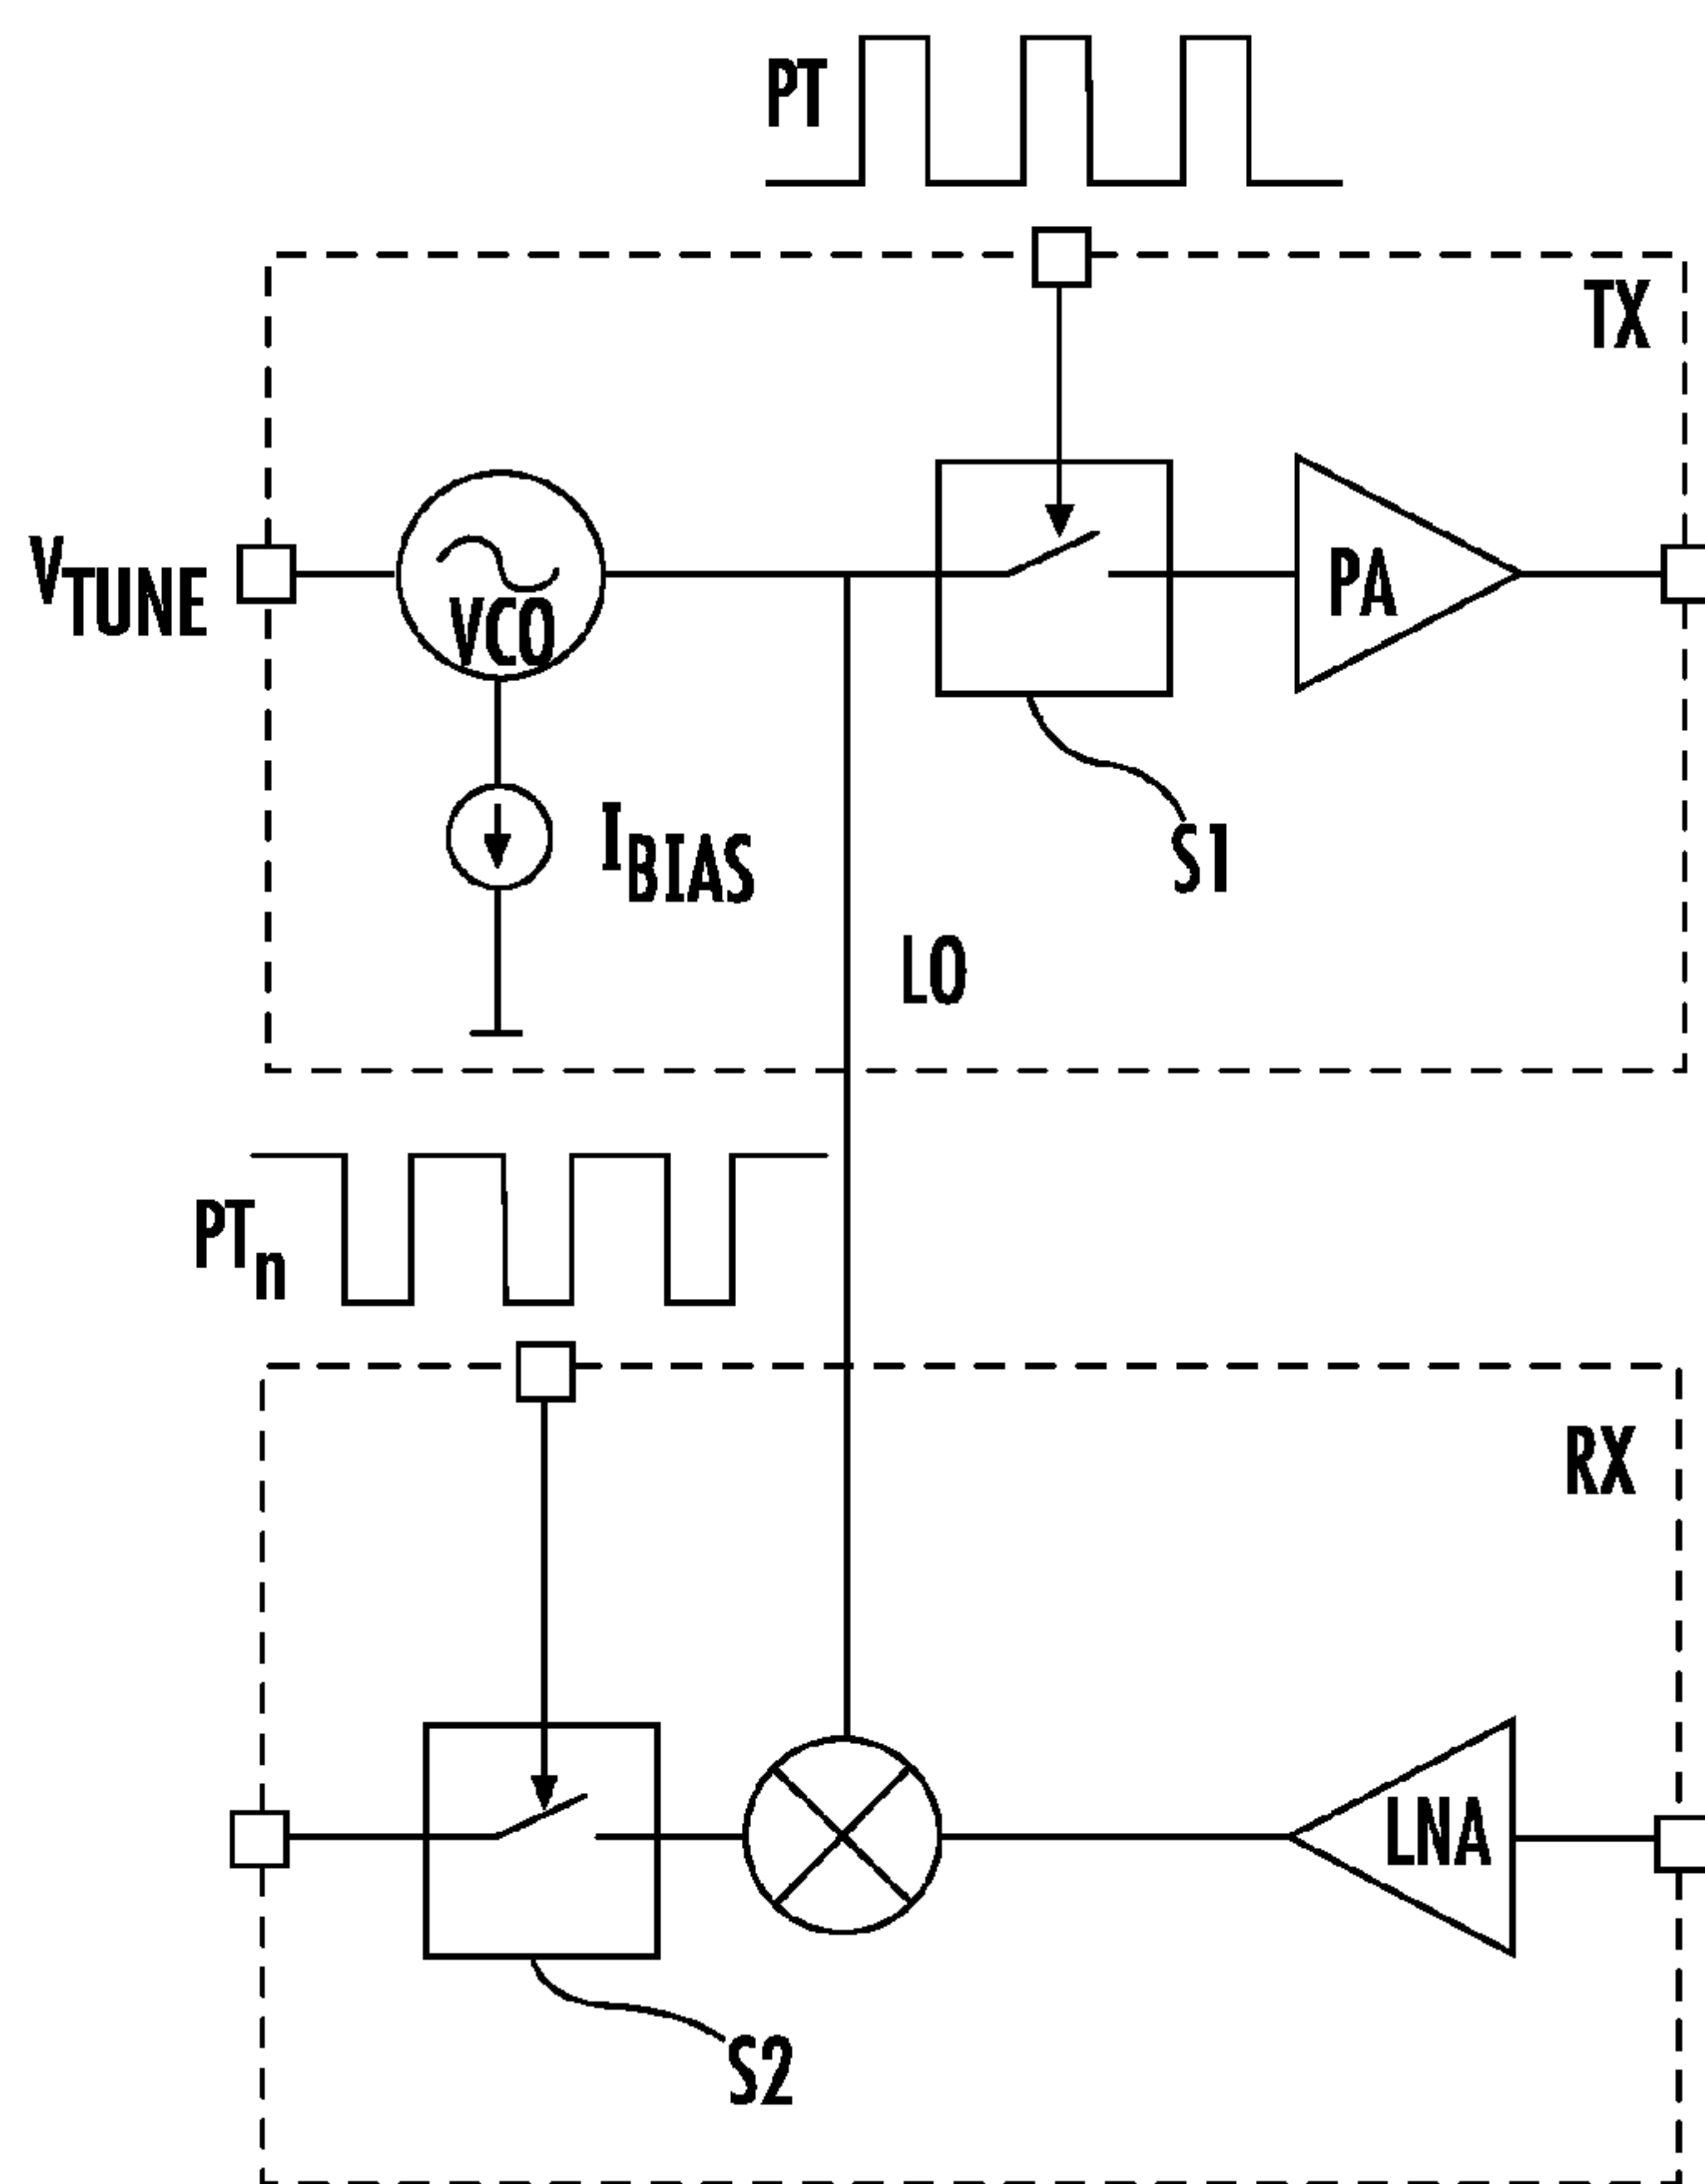 PT
TX
VTUNE
VCO
PA
IBIAS
S1
LO
PTn
RX
LNA
S2